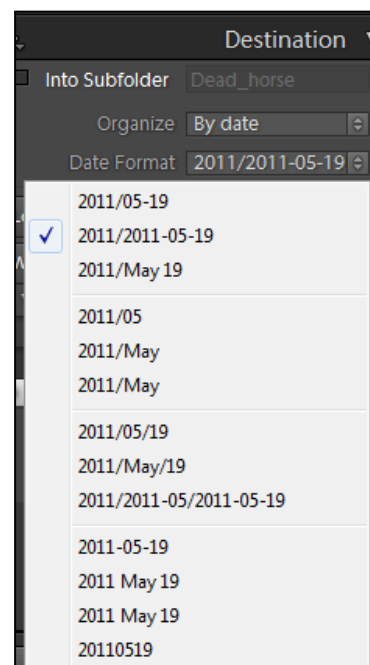 Destination
Into Subfolder Dead_horse
Organize By date
Date Format 2011/2011-05-19
2011/05-19
2011/2011-05-19
2011/May 19
2011/05
2011/May
2011/May
2011/05/19
2011/May/19
2011/2011-05/2011-05-19
2011-05-19
2011 May 19
2011 May 19
20110519